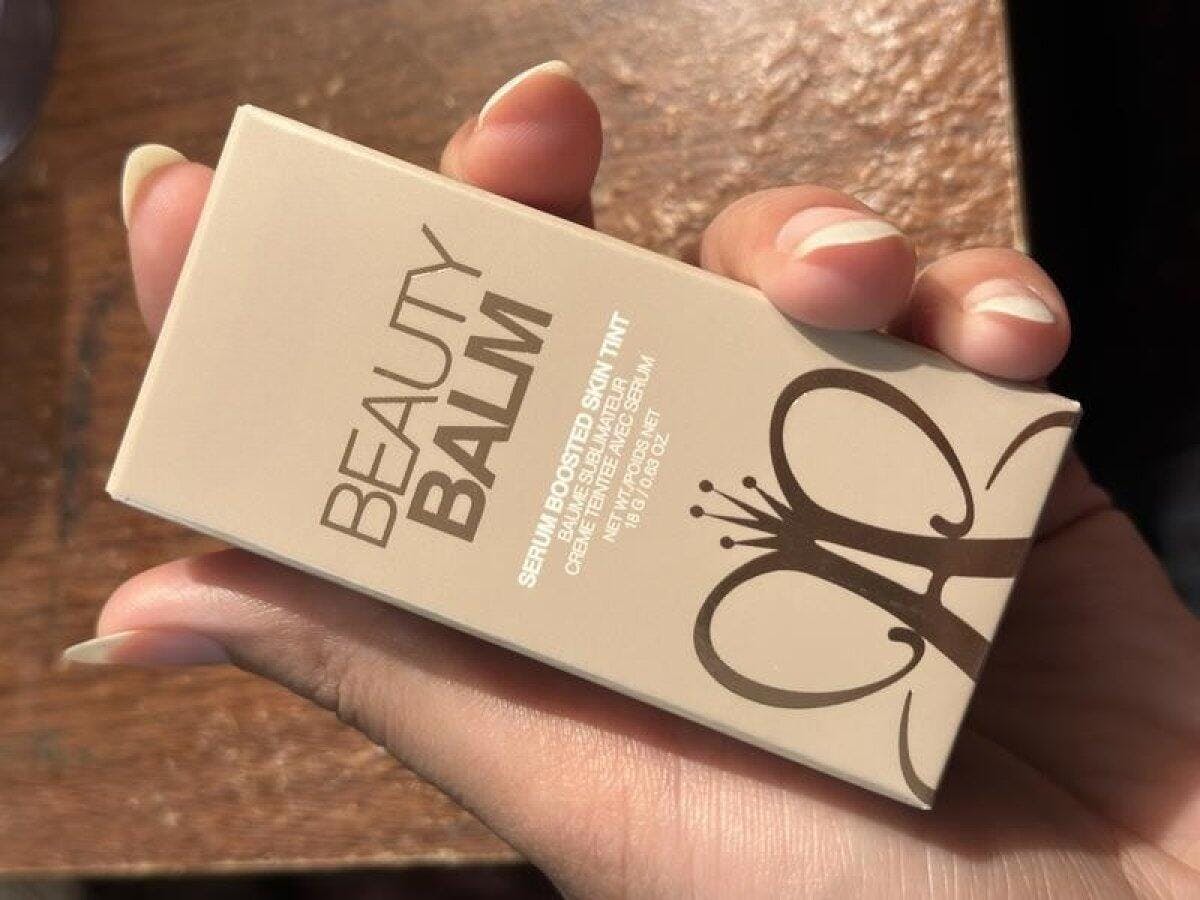 BEAUTY
BALM
SERUM BOOSTED SKIN TINT
BAUME SUBLIMATEUR
CRÈME TEINTÉE AVEC SÉRUM
NET WT./POIDS NET
18 G / 0.63 OZ.